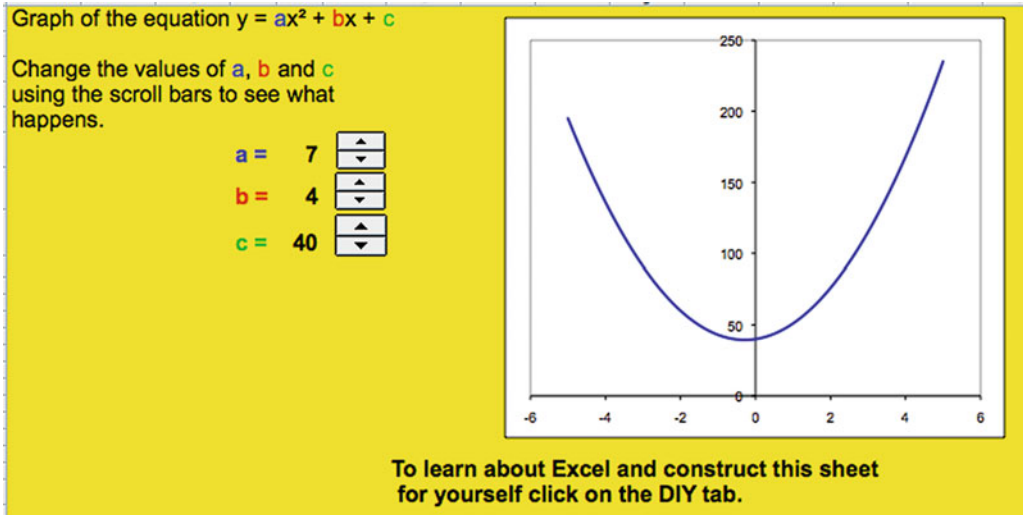 Graph of the equation y = ax² + bx + c
Change the values of a, b and c
using the scroll bars to see what
happens.
a = 7
b = 4
c = 40
250
200
150
100
50
0
-6 -4 -2 0 2 4 6
To learn about Excel and construct this sheet
for yourself click on the DIY tab.